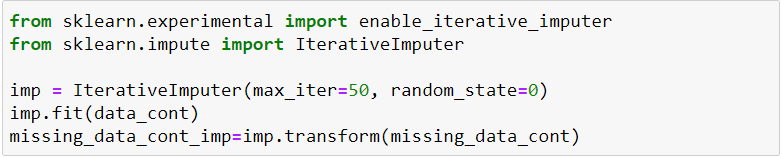 from sklearn.experimental import enable_iterative_imputer
from sklearn.impute import IterativeImputer
imp = IterativeImputer(max_iter=50, random_state=0)
imp.fit(data_cont)
missing_data_cont_imp=imp.transform(missing_data_cont)